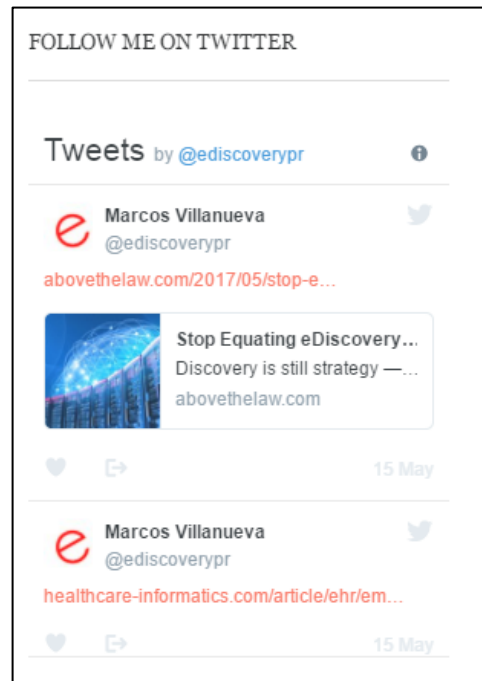 FOLLOW ME ON TWITTER
Tweets by @ediscoverypr
Marcos Villanueva
@ediscoverypr
abovethelaw.com/2017/05/stop-e...
Stop Equating eDiscovery...
Discovery is still strategy —...
abovethelaw.com
15 May
Marcos Villanueva
@ediscoverypr
healthcare-informatics.com/article/ehr/em...
15 May